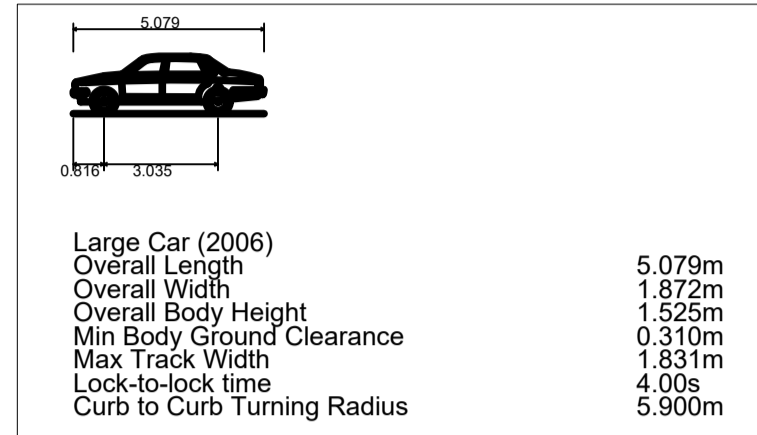 5.079
0.816 3.035
Large Car (2006)
Overall Length 5.079m
Overall Width 1.872m
Overall Body Height 1.525m
Min Body Ground Clearance 0.310m
Max Track Width 1.831m
Lock-to-lock time 4.00s
Curb to Curb Turning Radius 5.900m